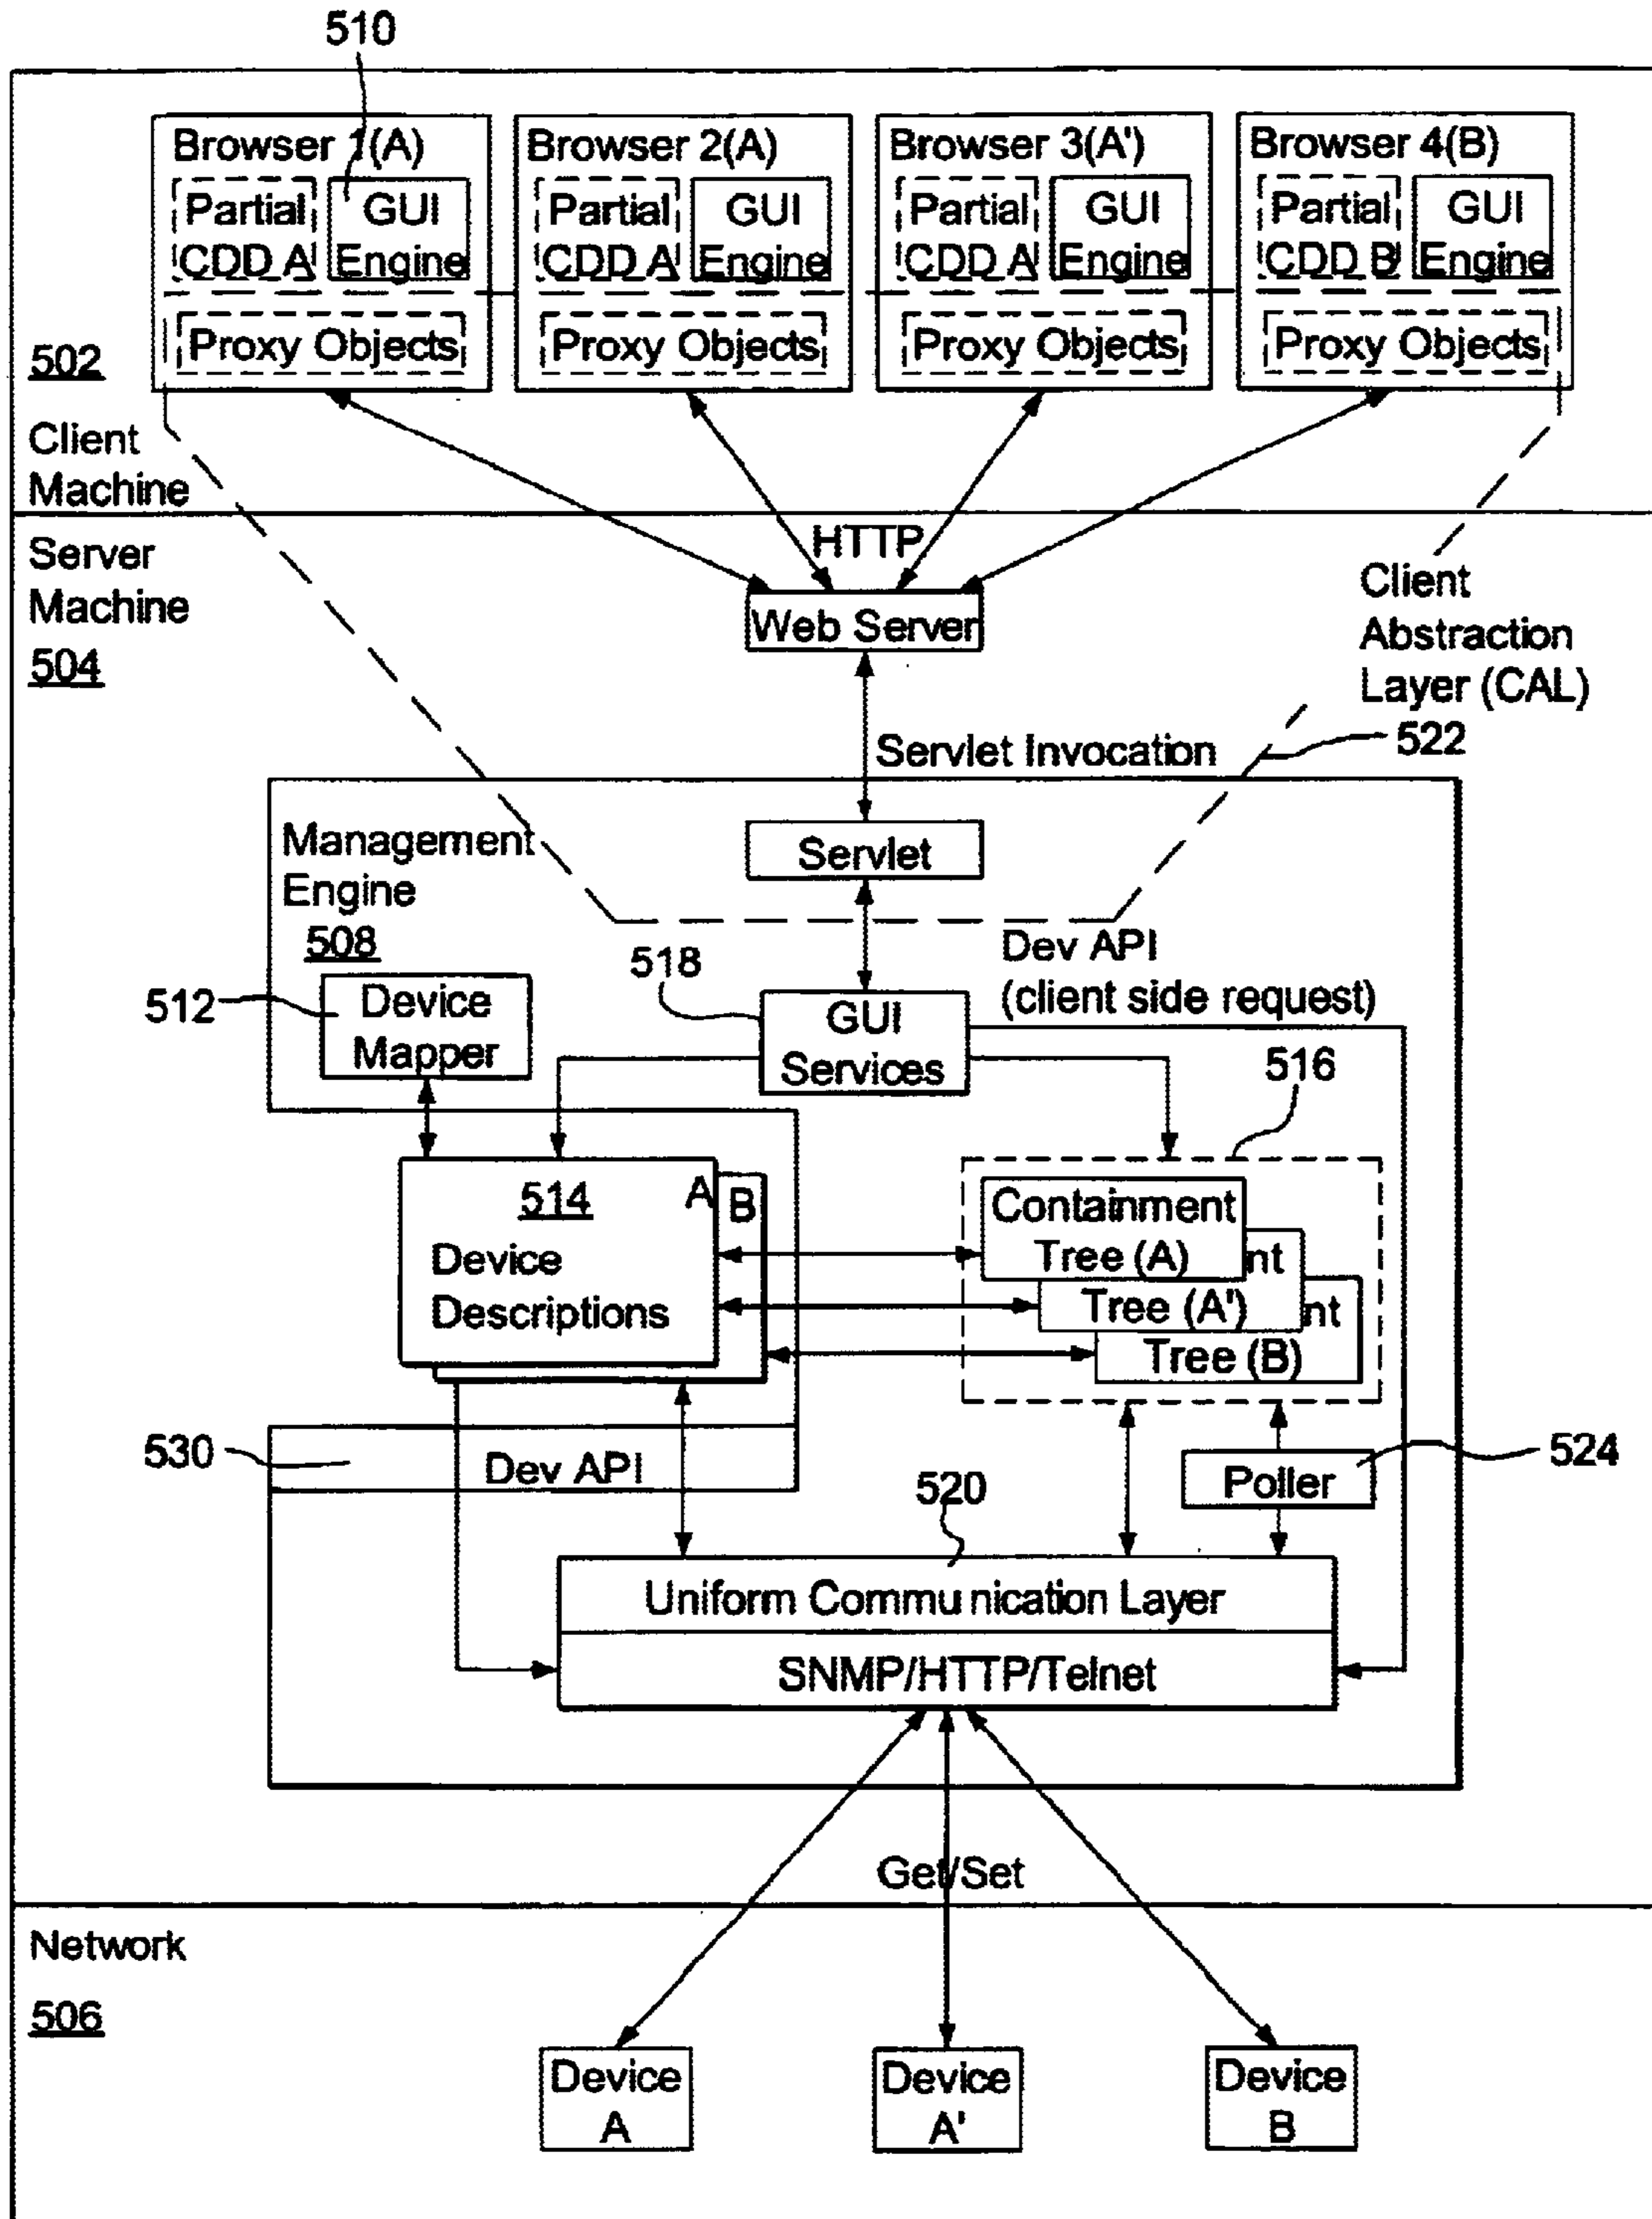 510
Browser 1(A)
Partial
CDD A
GUI
Engine
Proxy Objects
Browser 2(A)
Partial
CDD A
GUI
Engine
Proxy Objects
Browser 3(A')
Partial
CDD A
GUI
Engine
Proxy Objects
Browser 4(B)
Partial
CDD B
GUI
Engine
Proxy Objects
502
Client
Machine
Server
Machine
504
HTTP
Web Server
Client
Abstraction
Layer (CAL)
522
Servlet Invocation
Management
Engine
508
Servlet
Dev API
(client side request)
518
512
Device
Mapper
GUI
Services
516
514
A
B
Device
Descriptions
Containment
Tree (A)
nt
Tree (A')
nt
Tree (B)
530
Dev API
524
Poller
520
Uniform Communication Layer
SNMP/HTTP/Telnet
Get/Set
Network
506
Device
A
Device
A'
Device
B